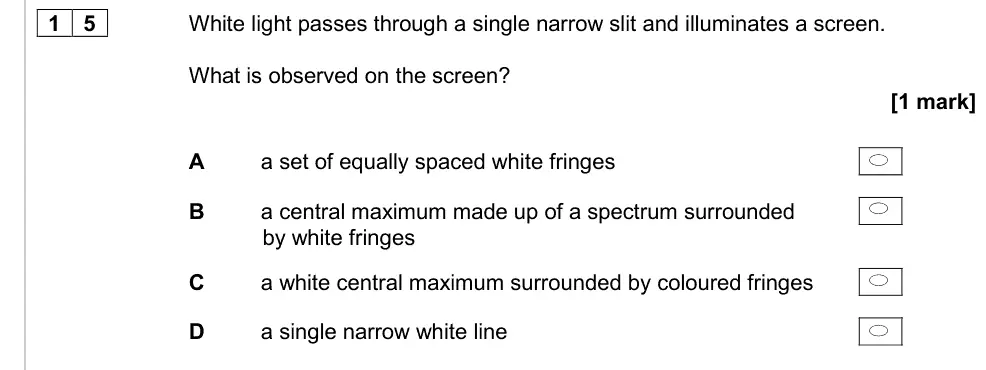 1 5 White light passes through a single narrow slit and illuminates a screen.
What is observed on the screen?
[1 mark]
A a set of equally spaced white fringes
B a central maximum made up of a spectrum surrounded
by white fringes
C a white central maximum surrounded by coloured fringes
D a single narrow white line